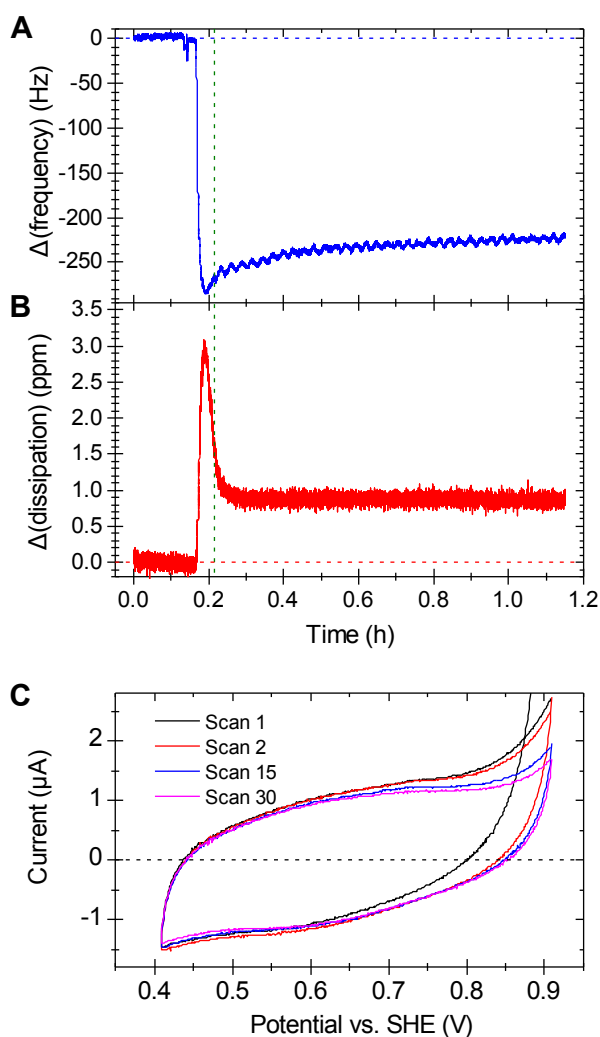 A
Δ(frequency) (Hz)
0
-50
-100
-150
-200
-250
B
Δ(dissipation) (ppm)
3.5
3.0
2.5
2.0
1.5
1.0
0.5
0.0
0.0 0.2 0.4 0.6 0.8 1.0 1.2
Time (h)
C
Current (µA)
2
1
0
-1
Scan 1
Scan 2
Scan 15
Scan 30
0.4 0.5 0.6 0.7 0.8 0.9
Potential vs. SHE (V)